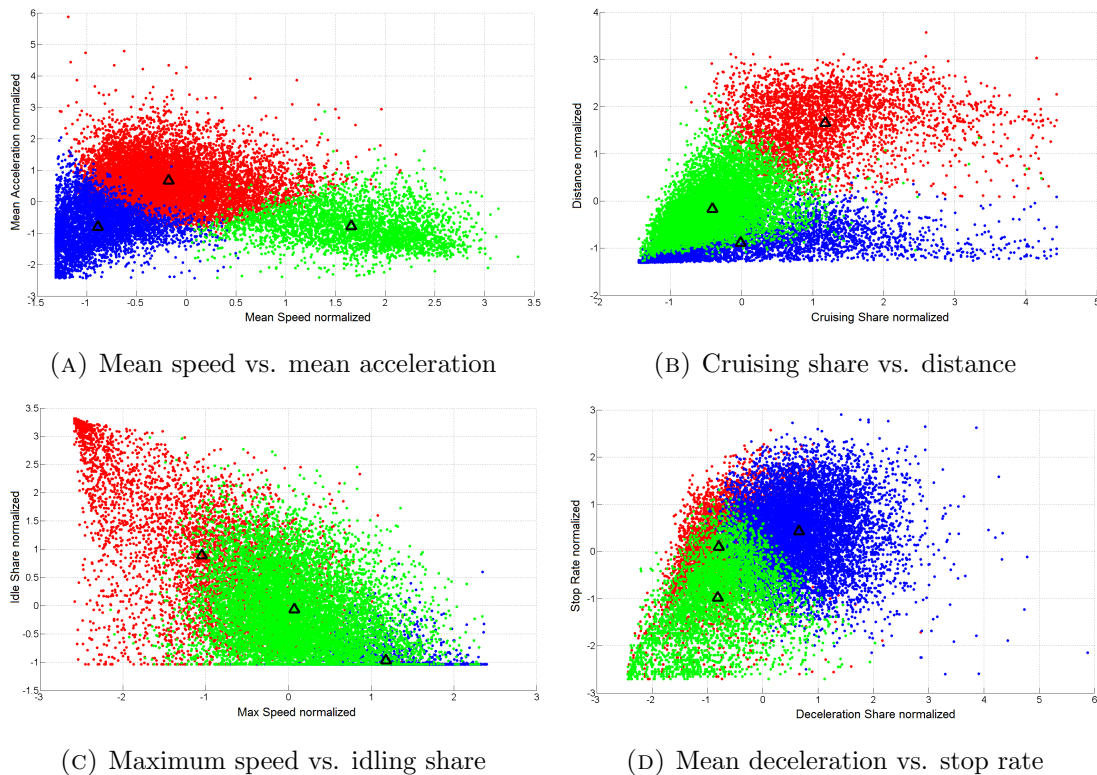 6
5
4
3
2
1
0
-1
-2
-3
-1.5 -1 -0.5 0 0.5 1 1.5 2 2.5 3 3.5
Mean Acceleration normalized
Mean Speed normalized
(A) Mean speed vs. mean acceleration
4
3
2
1
0
-1
-2
-2 -1 0 1 2 3 4 5
Distance normalized
Cruising Share normalized
(B) Cruising share vs. distance
3.5
3
2.5
2
1.5
1
0.5
0
-0.5
-1
-1.5
-3 -2 -1 0 1 2 3
Idle Share normalized
Max Speed normalized
(C) Maximum speed vs. idling share
3
2
1
0
-1
-2
-3
-3 -2 -1 0 1 2 3 4 5 6
Stop Rate normalized
Deceleration Share normalized
(D) Mean deceleration vs. stop rate